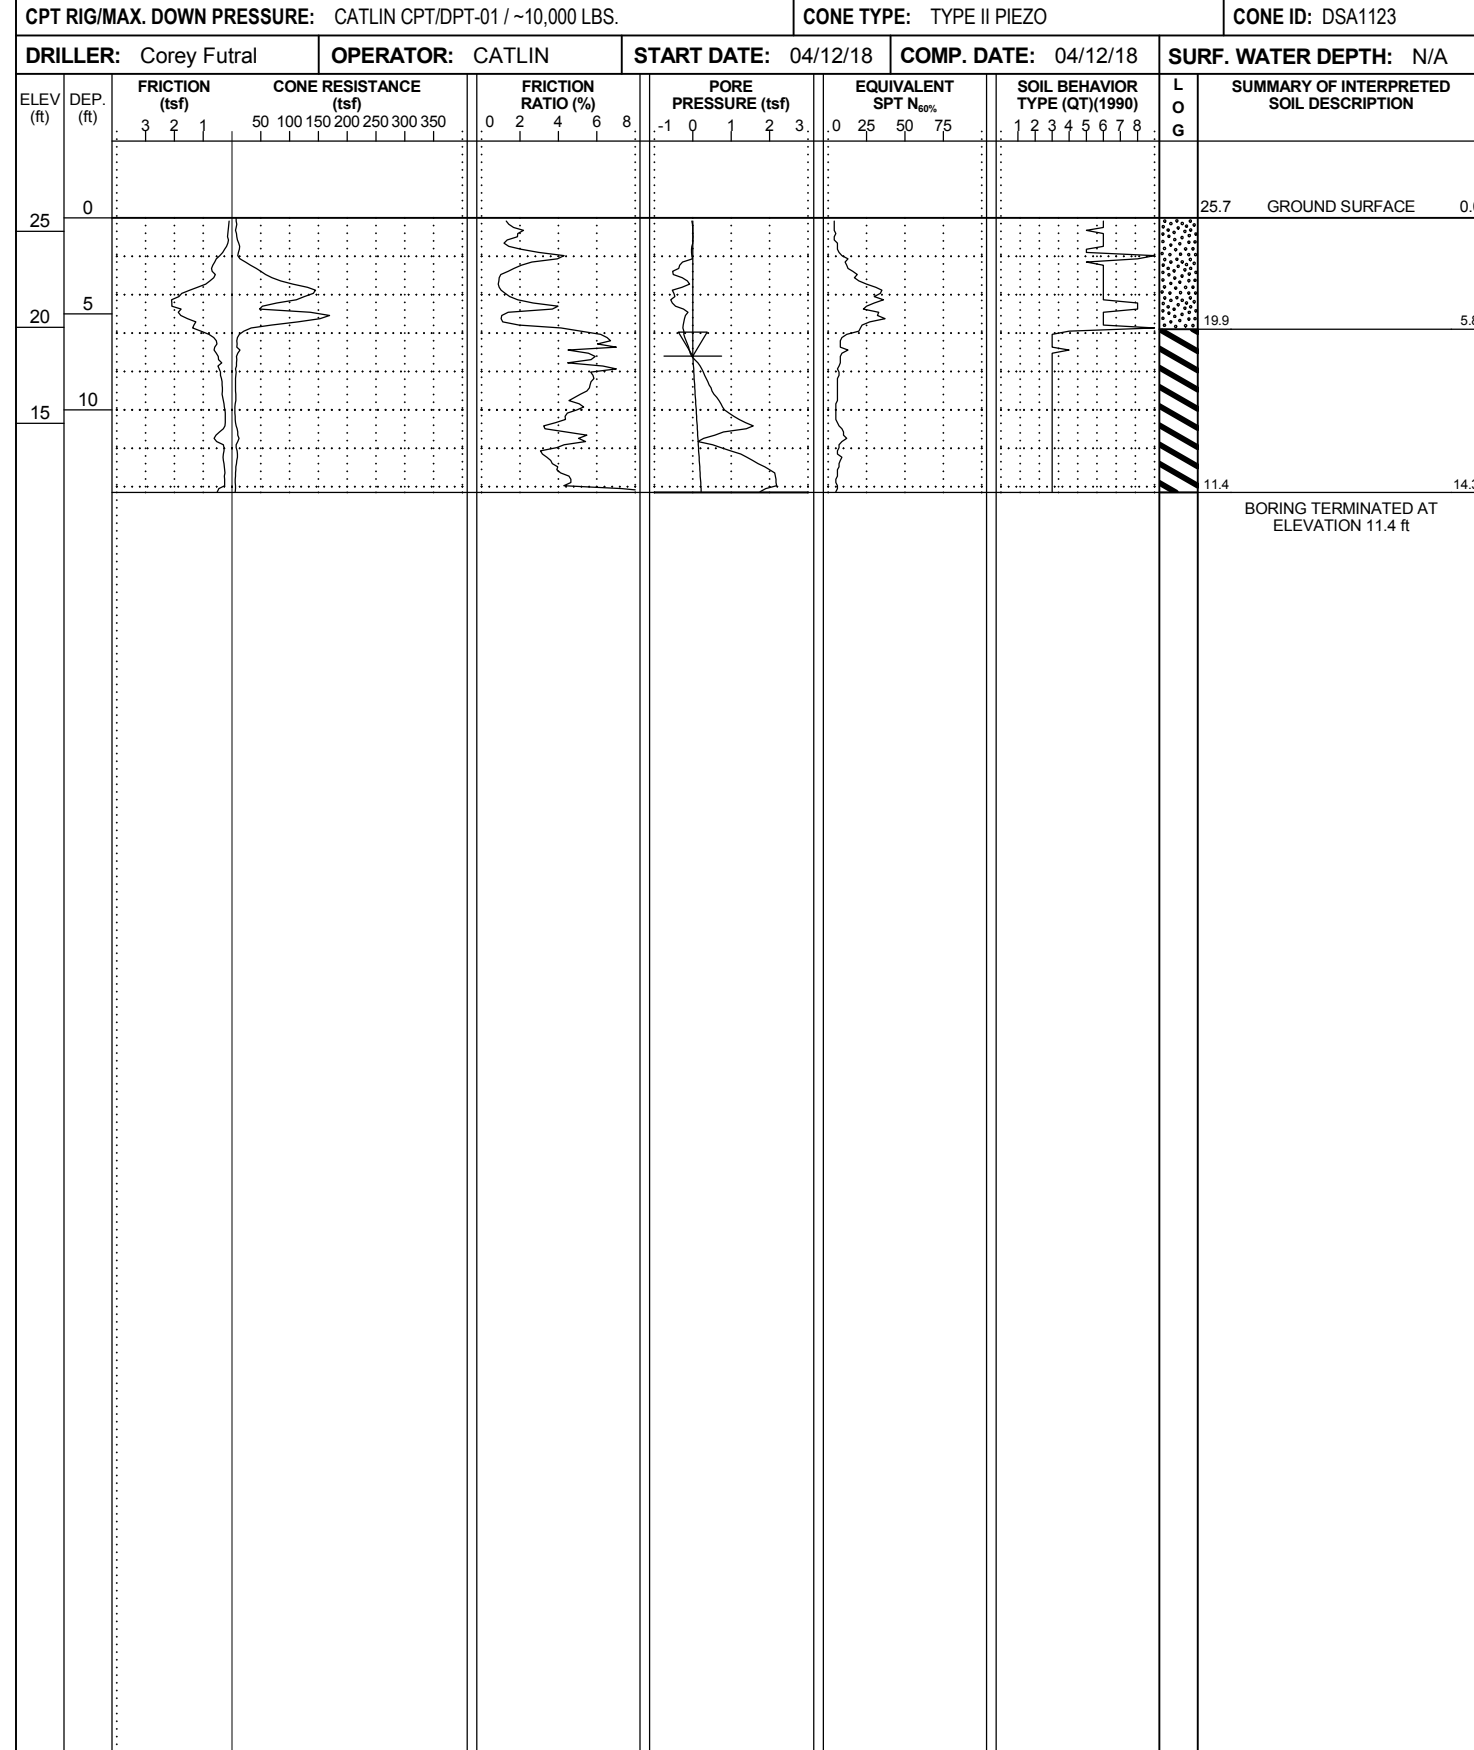 CPT RIG/MAX. DOWN PRESSURE: CATLIN CPT/DPT-01 / ~10,000 LBS. CONE TYPE: TYPE II PIEZO CONE ID: DSA1123
DRILLER: Corey Futral OPERATOR: CATLIN START DATE: 04/12/18 COMP. DATE: 04/12/18 SURF. WATER DEPTH: N/A
ELEV (ft)
DEP. (ft)
FRICTION (tsf)
3 2 1
CONE RESISTANCE (tsf)
50 100 150 200 250 300 350
FRICTION RATIO (%)
0 2 4 6 8
PORE PRESSURE (tsf)
-1 0 1 2 3
EQUIVALENT SPT N60%
0 25 50 75
SOIL BEHAVIOR TYPE (QT)(1990)
1 2 3 4 5 6 7 8
L
O
G
SUMMARY OF INTERPRETED SOIL DESCRIPTION
0
25
25.7 GROUND SURFACE
5
20
19.9
10
15
11.4
BORING TERMINATED AT
ELEVATION 11.4 ft